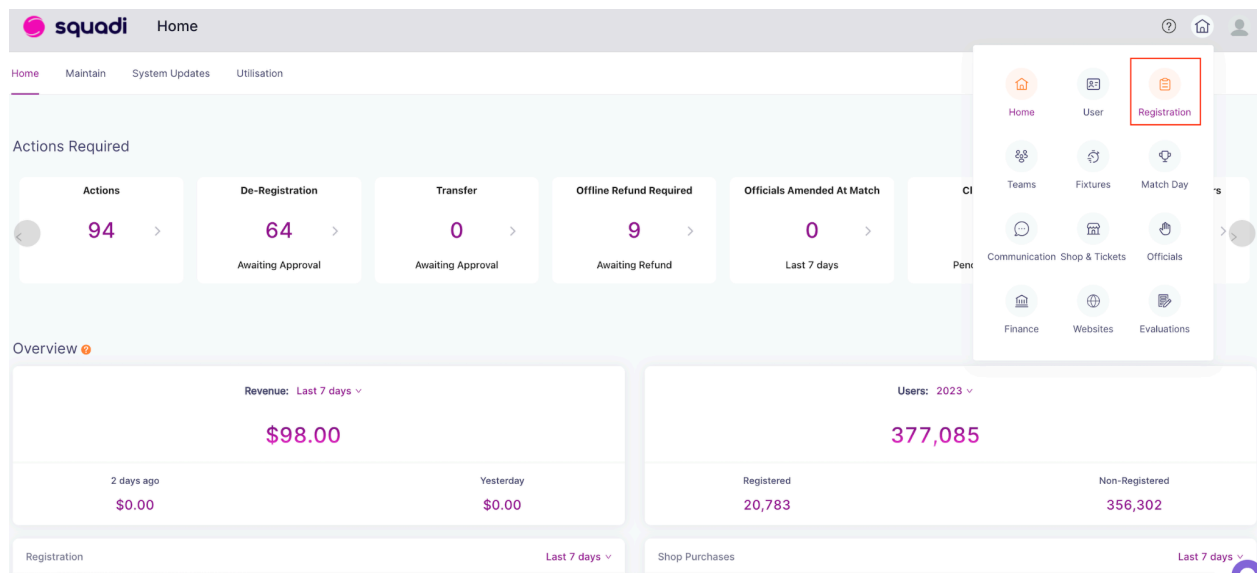 squadi Home
Home Maintain System Updates Utilisation
Home User Registration
Teams Fixtures Match Day
Communication Shop & Tickets Officials
Finance Websites Evaluations
Actions Required
Actions De-Registration Transfer Offline Refund Required Officials Amended At Match
94 64 0 9 0
Awaiting Approval Awaiting Approval Awaiting Refund Last 7 days
Overview
Revenue: Last 7 days
$98.00
2 days ago Yesterday
$0.00 $0.00
Users: 2023
377,085
Registered Non-Registered
20,783 356,302
Registration Last 7 days
Shop Purchases Last 7 days